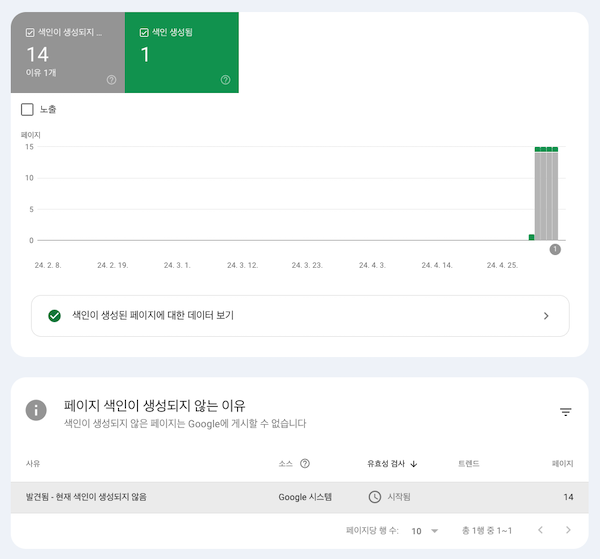 색인이 생성되지 ...
14
이유 1개
색인 생성됨
1
노출
페이지
15
10
5
0
1
24. 2. 8. 24. 2. 19. 24. 3. 1. 24. 3. 12. 24. 3. 23. 24. 4. 3. 24. 4. 14. 24. 4. 25.
색인이 생성된 페이지에 대한 데이터 보기
페이지 색인이 생성되지 않는 이유
색인이 생성되지 않은 페이지는 Google에 게시할 수 없습니다
사유 소스 유효성 검사 트렌드 페이지
발견됨 - 현재 색인이 생성되지 않음 Google 시스템 시작됨 14
페이지당 행 수: 10 총 1행 중 1~1